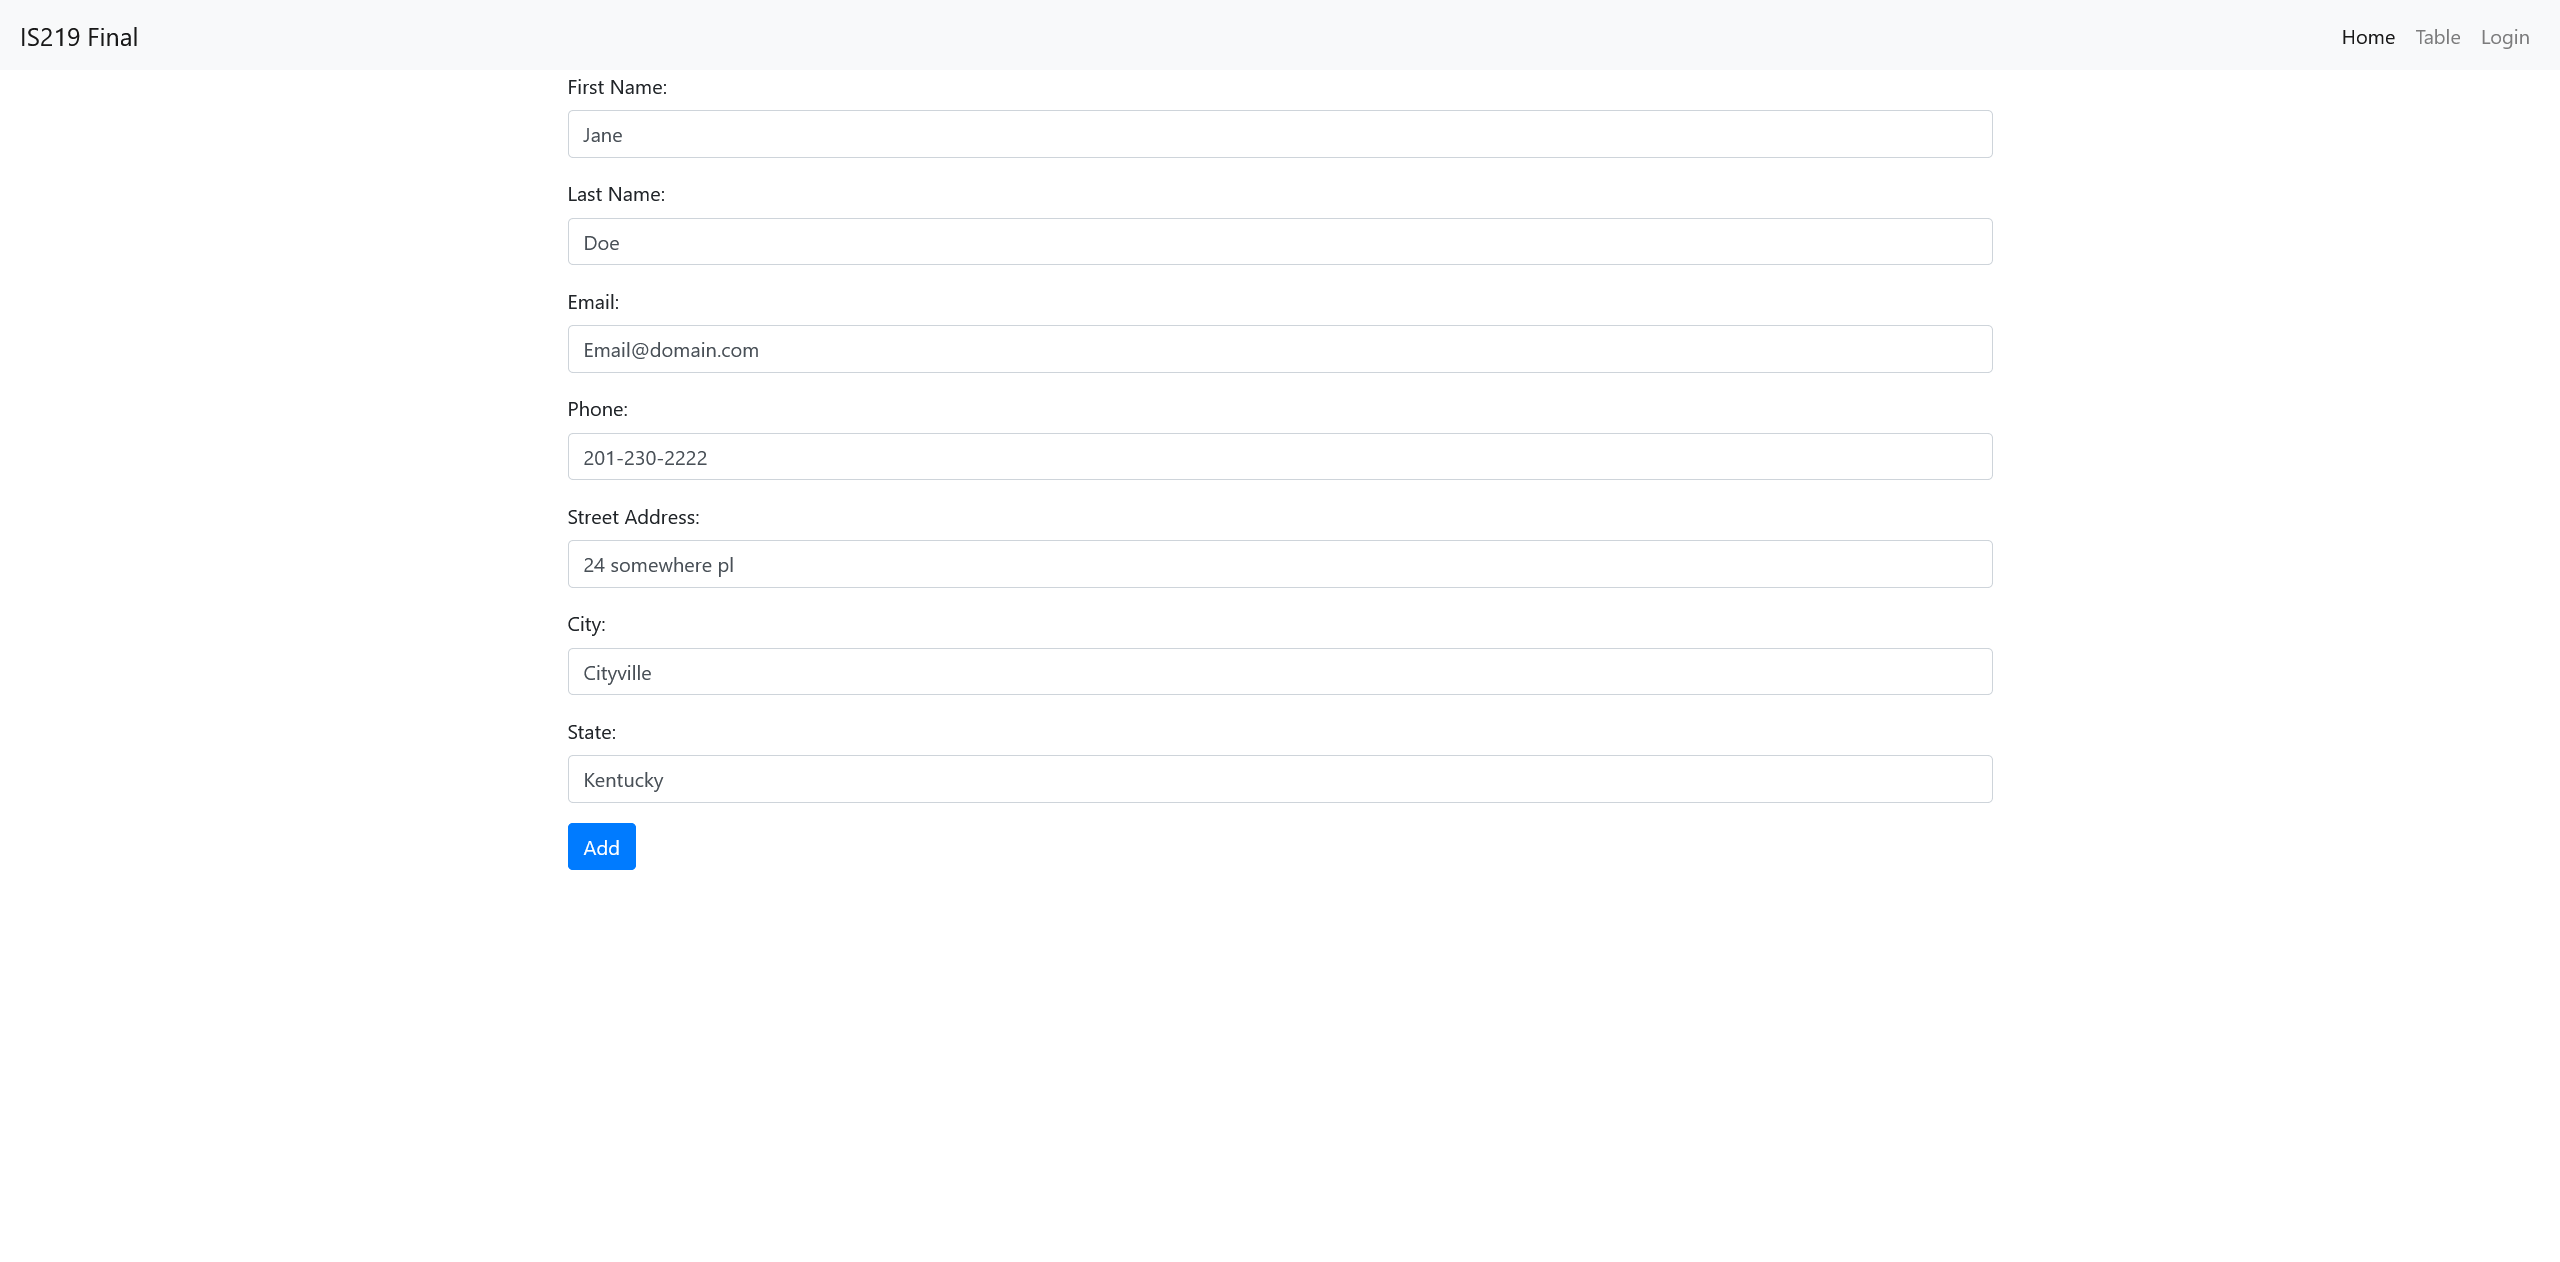 IS219 Final
Home Table Login
First Name:
Jane
Last Name:
Doe
Email:
Email@domain.com
Phone:
201-230-2222
Street Address:
24 somewhere pl
City:
Cityville
State:
Kentucky
Add